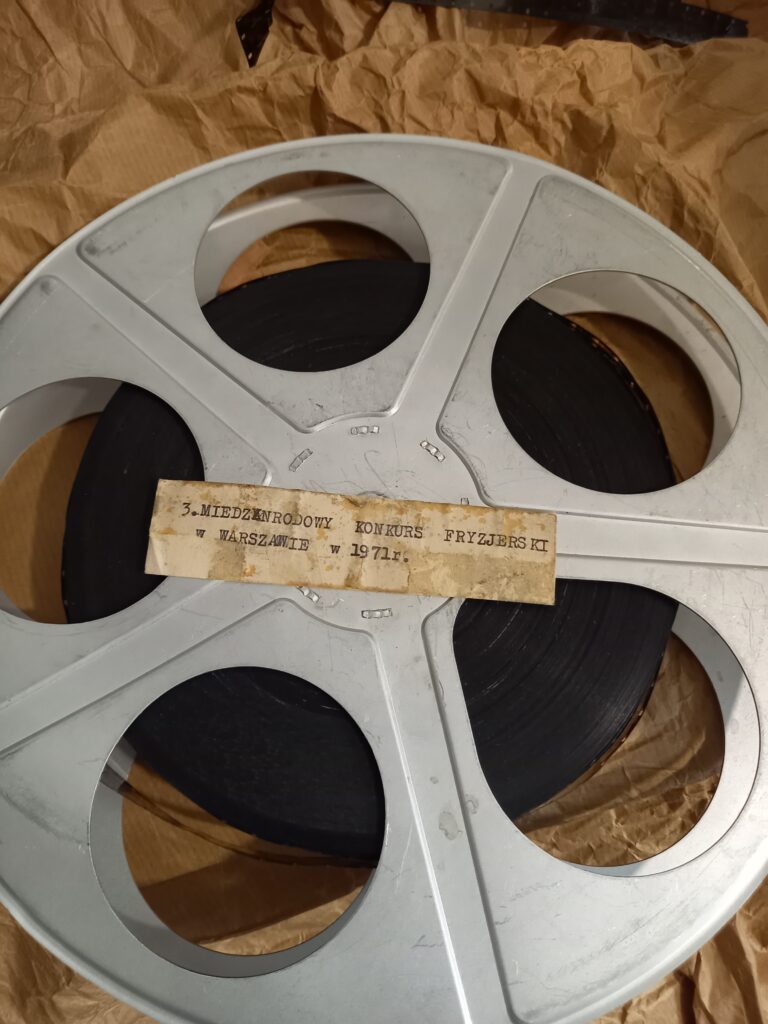 3.MIEDZYNRODOWY KONKURS FRYZJERSKI
w WARSZAWIE w 1971r.